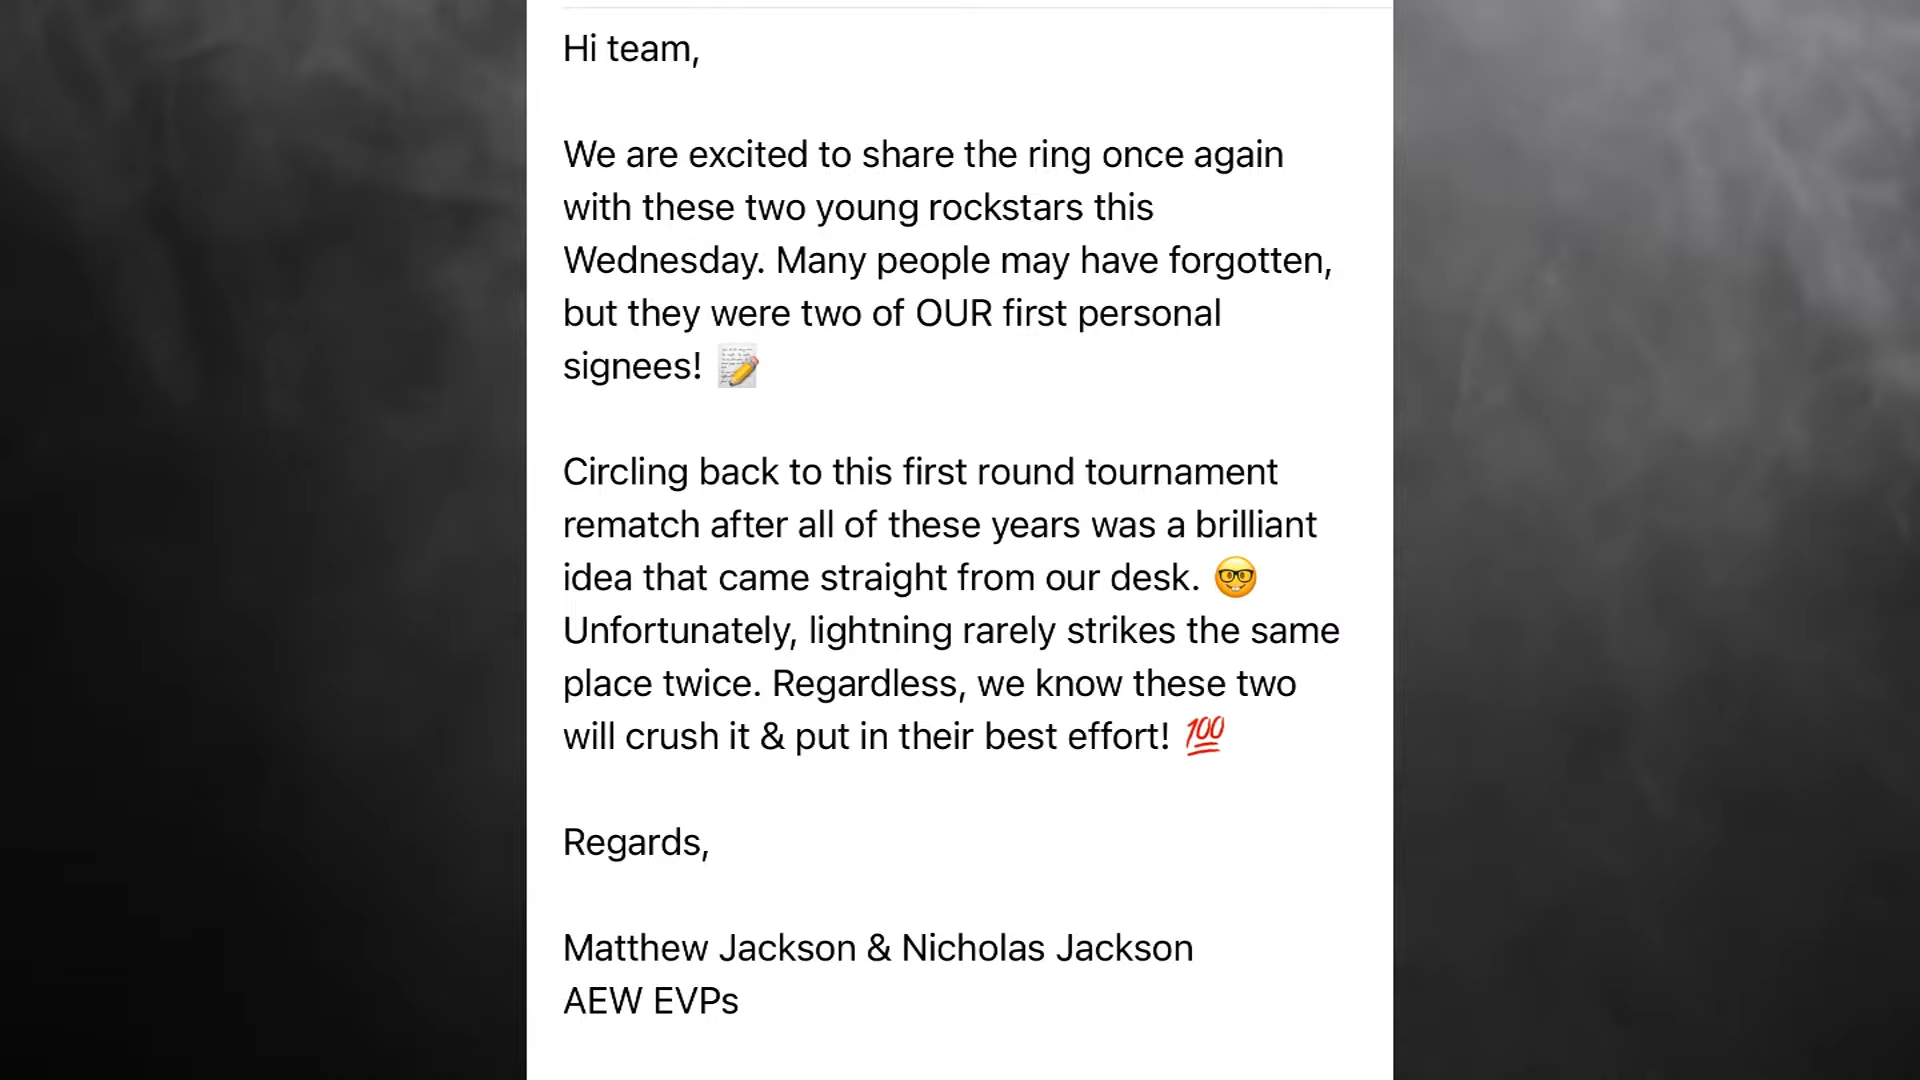 Hi team,
We are excited to share the ring once again
with these two young rockstars this
Wednesday. Many people may have forgotten,
but they were two of OUR first personal
signees! 📝
Circling back to this first round tournament
rematch after all of these years was a brilliant
idea that came straight from our desk. 🤓
Unfortunately, lightning rarely strikes the same
place twice. Regardless, we know these two
will crush it & put in their best effort! 💯
Regards,
Matthew Jackson & Nicholas Jackson
AEW EVPs